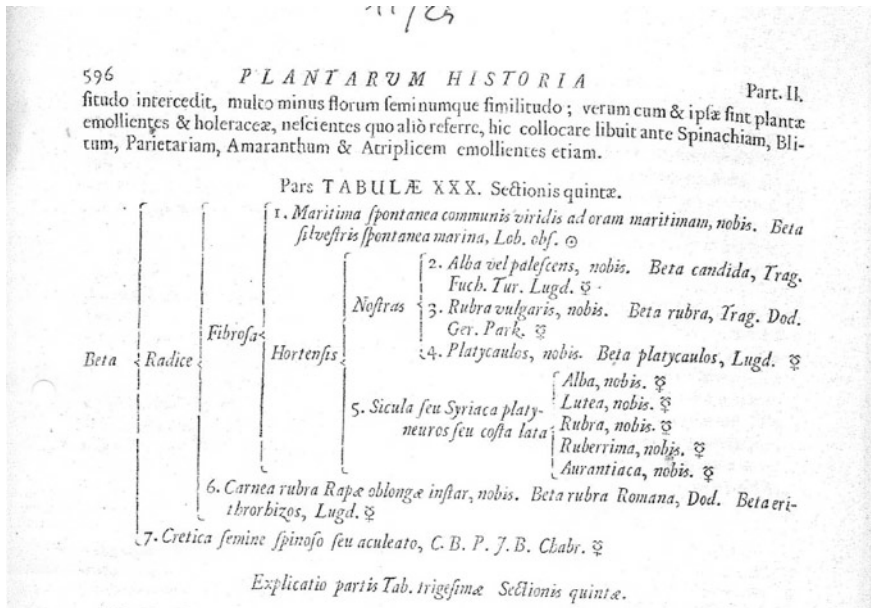 11/25
596 PLANTARVM HISTORIA Part. II.
ſitudo intercedit, multo minus florum ſeminumque ſimilitudo ; verum cum & ipſæ ſint plantæ
emollientes & holeraceæ, neſcientes quo aliò referre, hic collocare libuit ante Spinachiam, Bli-
tum, Parietariam, Amaranthum & Atriplicem emollientes etiam.
Pars TABULÆ XXX. Sectionis quintæ.
1. Maritima ſpontanea communis viridis ad oram maritimam, nobis. Beta
ſilveſtris ſpontanea marina, Lob. obſ. ☉
2. Alba vel paleſcens, nobis. Beta candida, Trag.
Fuch. Tur. Lugd. ☿
Noſtras
3. Rubra vulgaris, nobis. Beta rubra, Trag. Dod.
Ger. Park. ☿
Fibroſa
Beta Radice Hortenſis
4. Platycaulos, nobis. Beta platycaulos, Lugd. ☿
Alba, nobis. ☿
5. Sicula ſeu Syriaca platy- Lutea, nobis. ☿
neuros ſeu coſta lata Rubra, nobis. ☿
Ruberrima, nobis. ☿
Aurantiaca, nobis. ☿
6. Carnea rubra Rapæ oblongæ inſtar, nobis. Beta rubra Romana, Dod. Beta eri-
throrhizos, Lugd. ☿
7. Cretica ſemine ſpinoſo ſeu aculeato, C. B. P. J. B. Chabr. ☿
Explicatio partis Tab. trigeſimæ Sectionis quintæ.